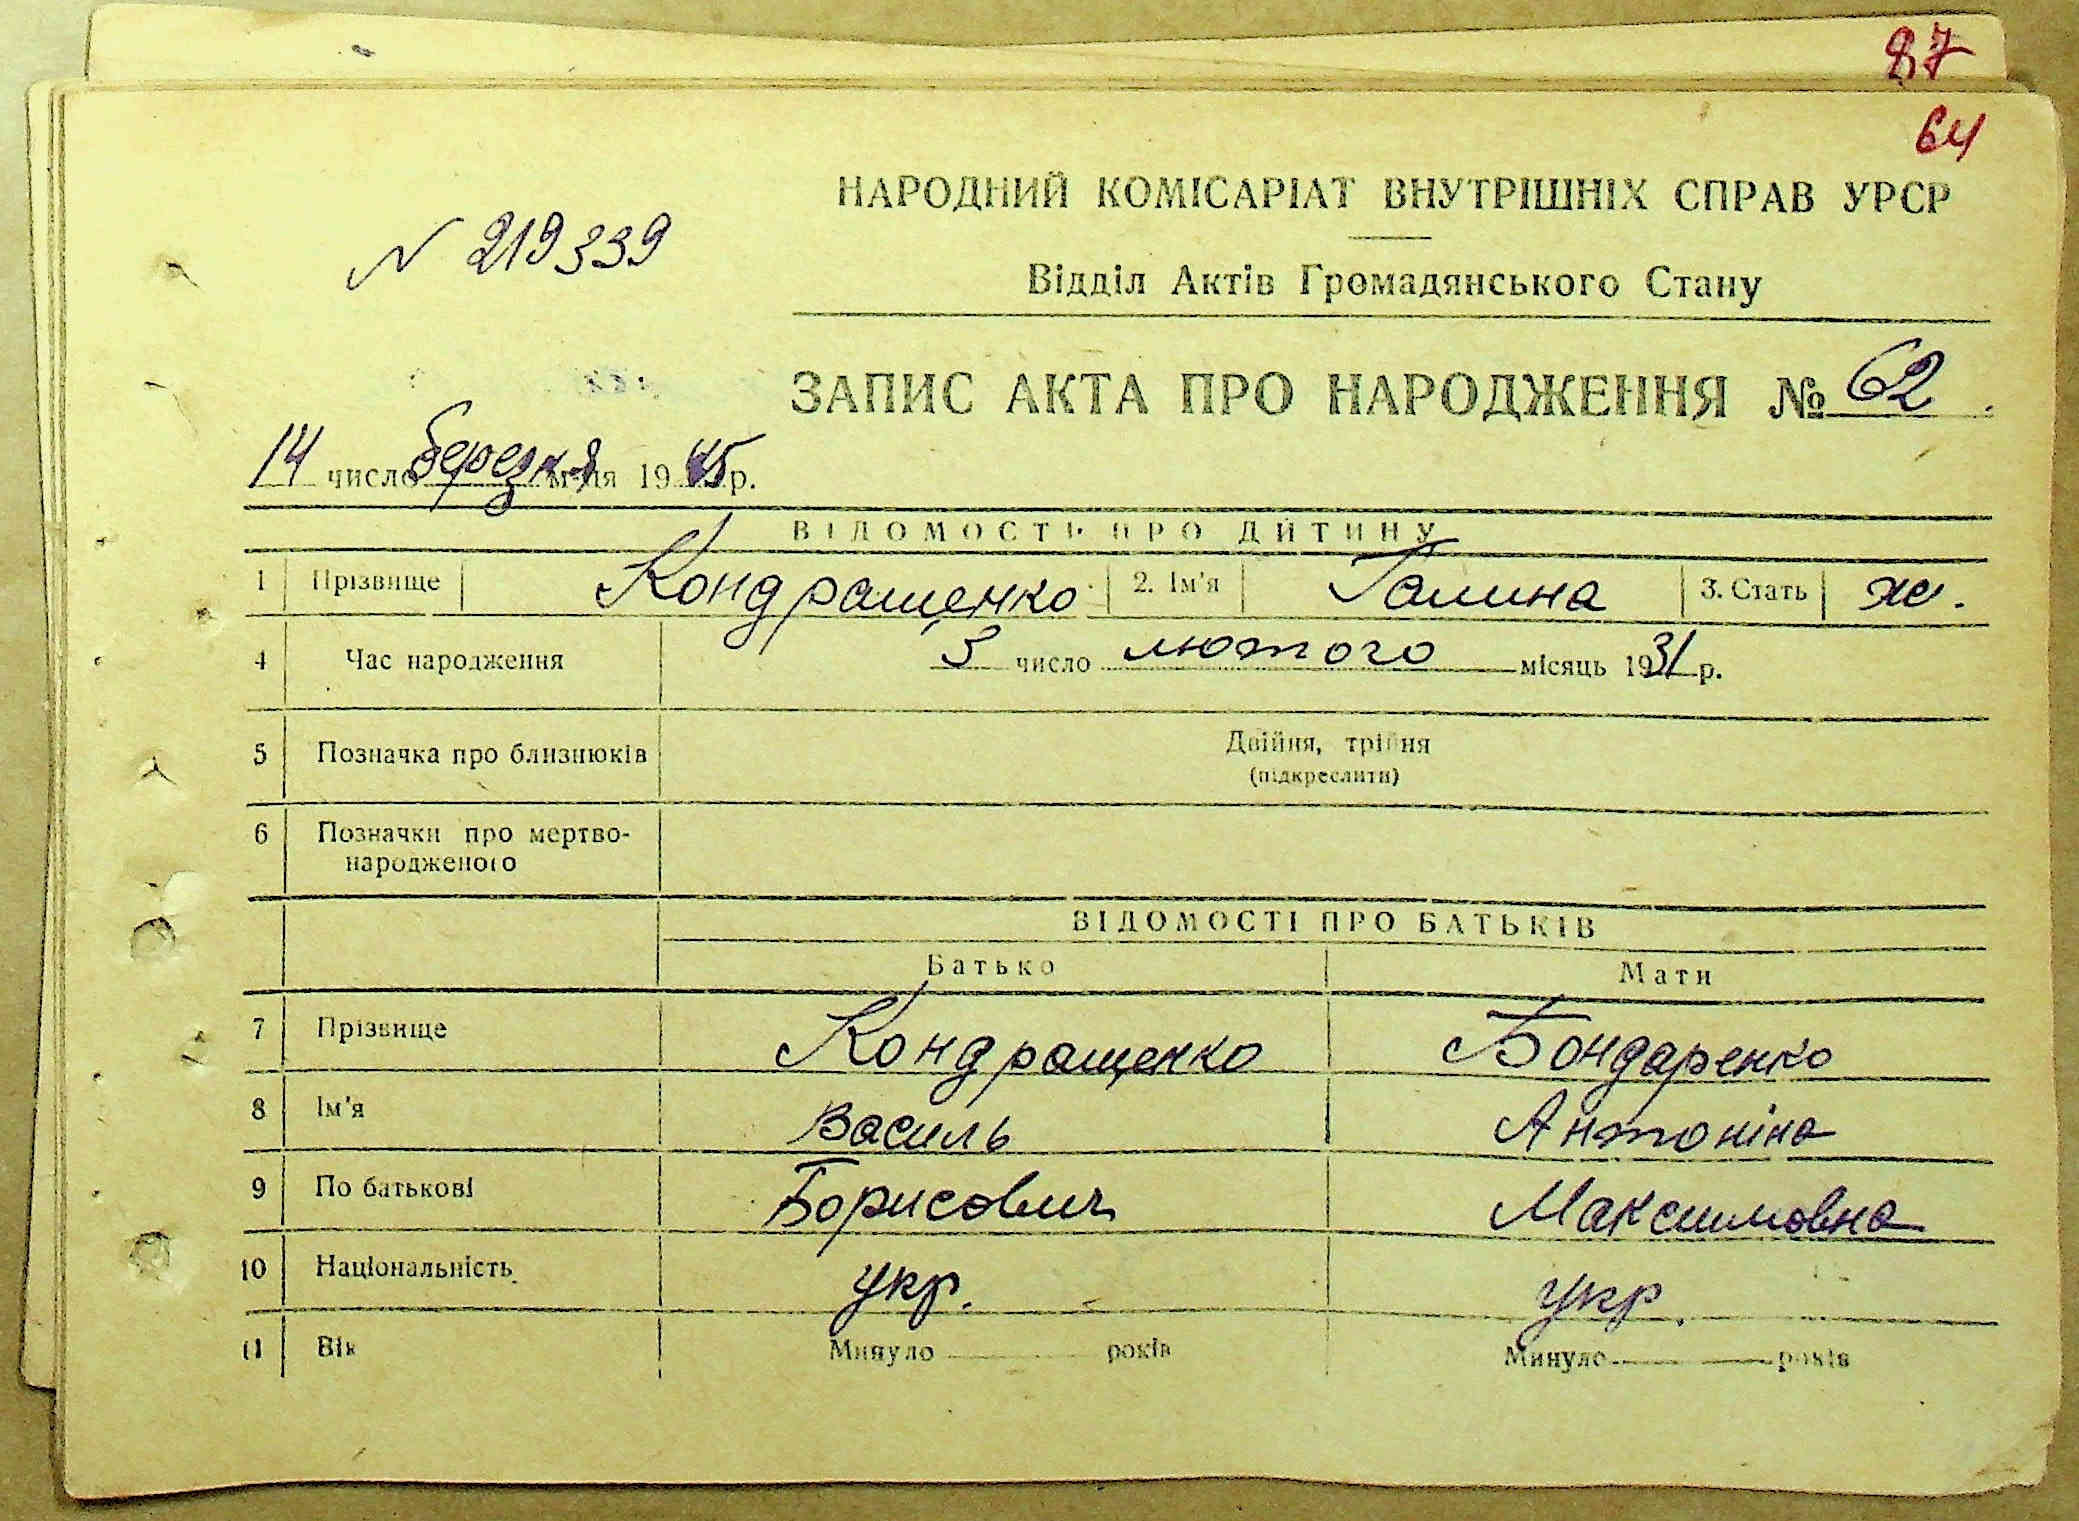 87
64
НАРОДНИЙ КОМІСАРІАТ ВНУТРІШНІХ СПРАВ УРСР
N 219339
Відділ Актів Громадянського Стану
ЗАПИС АКТА ПРО НАРОДЖЕННЯ № 62
14 число березня м-ця 1945 р.
ВІДОМОСТІ ПРО ДИТИНУ
1 Прізвище Кондращенко 2. Ім'я Галина 3. Стать ж.
4 Час народження 3 число лютого місяць 1931 р.
5 Позначка про близнюків Двійня, трійня
(підкреслити)
6 Позначки про мертво-
народженого
ВІДОМОСТІ ПРО БАТЬКІВ
Батько Мати
7 Прізвище Кондращенко Бондаренко
8 Ім'я Василь Антоніна
9 По батькові Борисович Максимовна
10 Національність укр. укр.
11 Вік Минуло років Минуло років